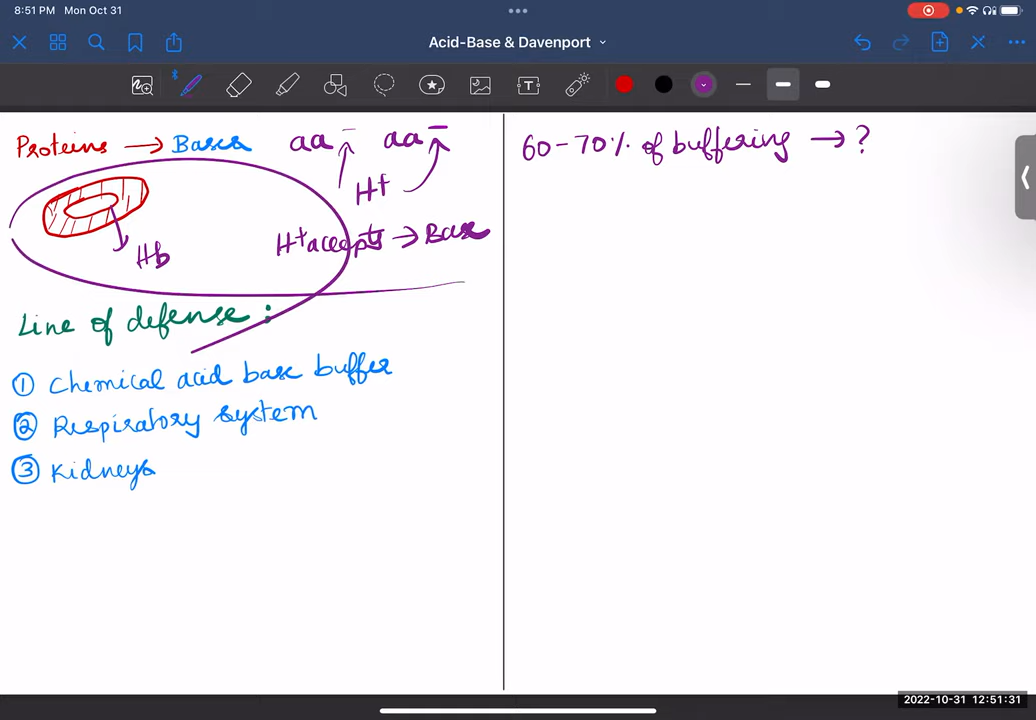 8:51 PM Mon Oct 31
Acid-Base & Davenport
Proteins → Bases aa⁻ aa⁻
H+
Hb
H+ accepts → Base
Line of defense :
① Chemical acid base buffer
② Respiratory system
③ Kidneys
60-70% of buffering → ?
2022-10-31 12:51:31